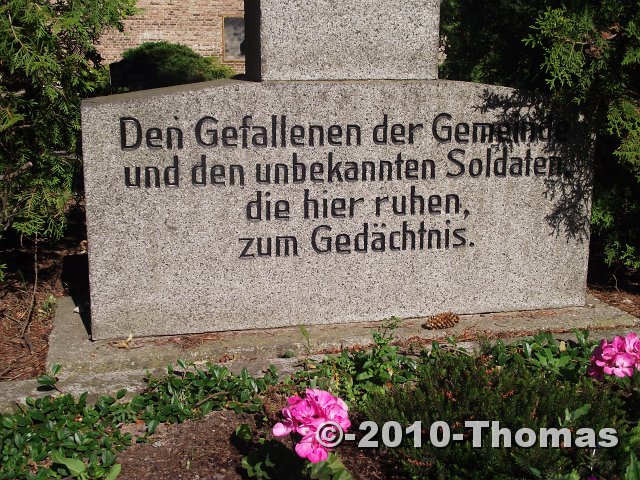 Den Gefallenen der Gemeinde
und den unbekannten Soldaten,
die hier ruhen,
zum Gedächtnis.
©-2010-Thomas